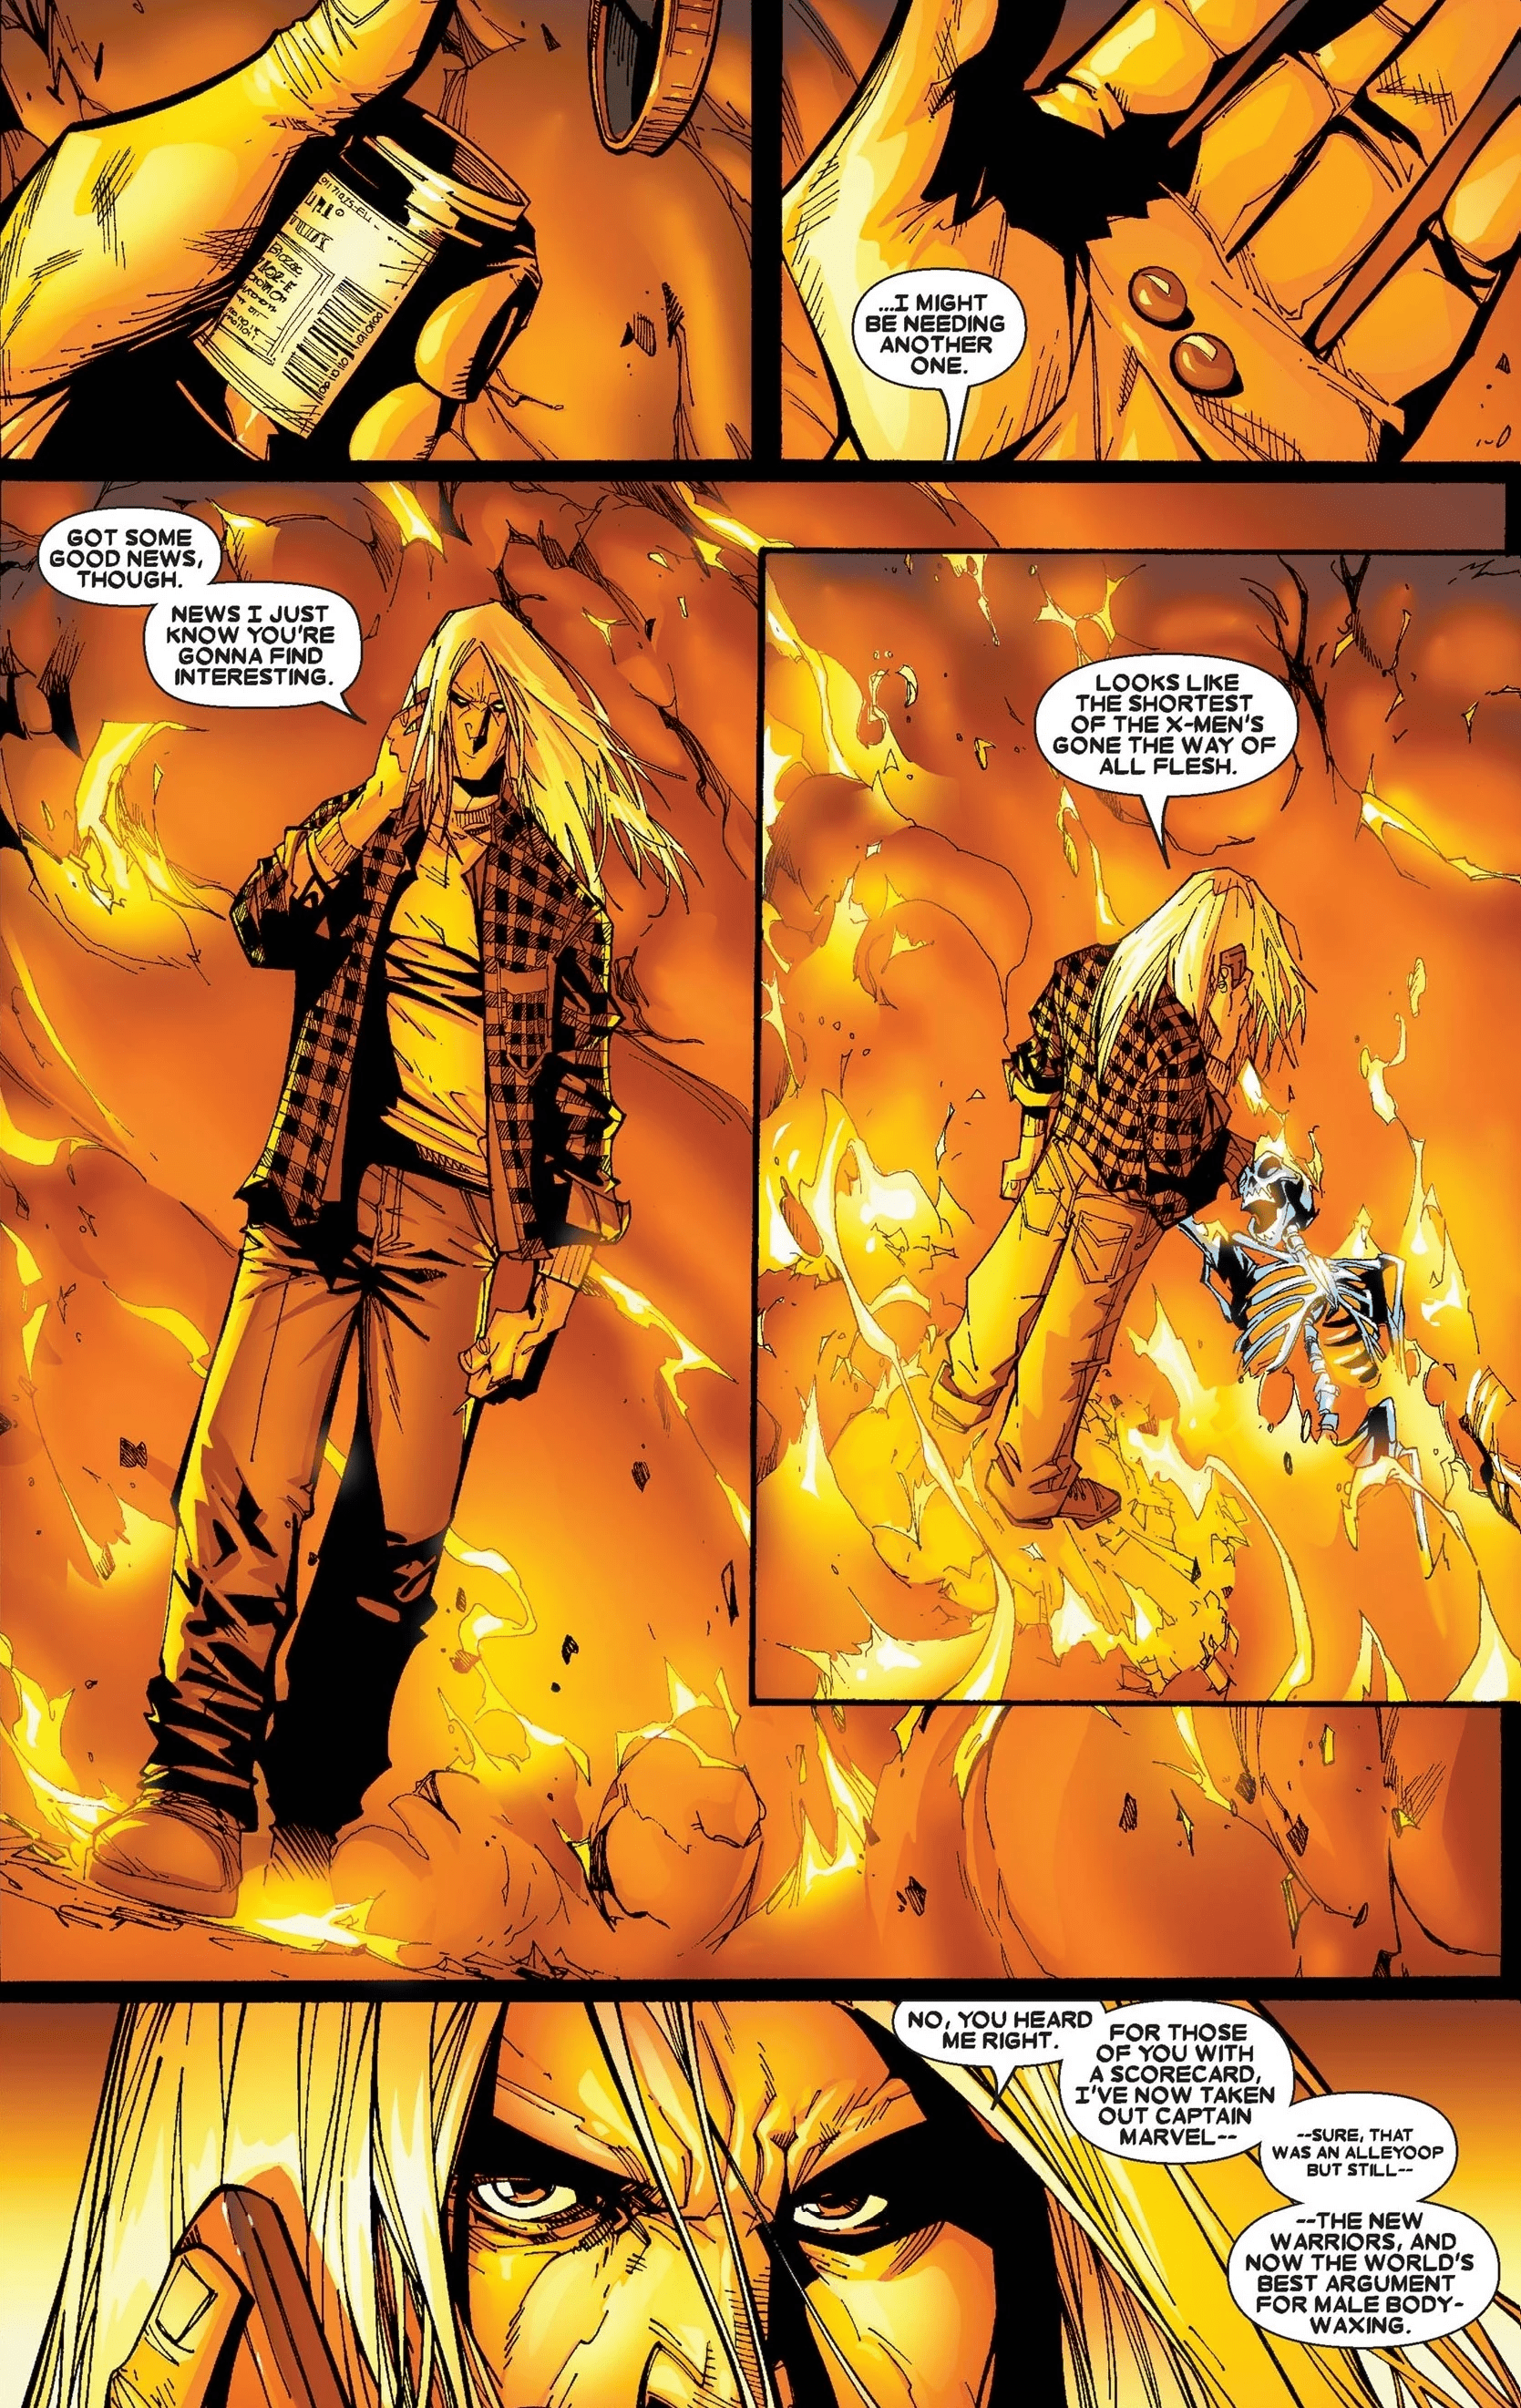 ...I MIGHT
BE NEEDING
ANOTHER
ONE.
GOT SOME
GOOD NEWS,
THOUGH.
NEWS I JUST
KNOW YOU'RE
GONNA FIND
INTERESTING.
LOOKS LIKE
THE SHORTEST
OF THE X-MEN'S
GONE THE WAY OF
ALL FLESH.
NO, YOU HEARD
ME RIGHT.
FOR THOSE
OF YOU WITH
A SCORECARD,
I'VE NOW TAKEN
OUT CAPTAIN
MARVEL--
--SURE, THAT
WAS AN ALLEYOOP
BUT STILL--
--THE NEW
WARRIORS, AND
NOW THE WORLD'S
BEST ARGUMENT
FOR MALE BODY-
WAXING.